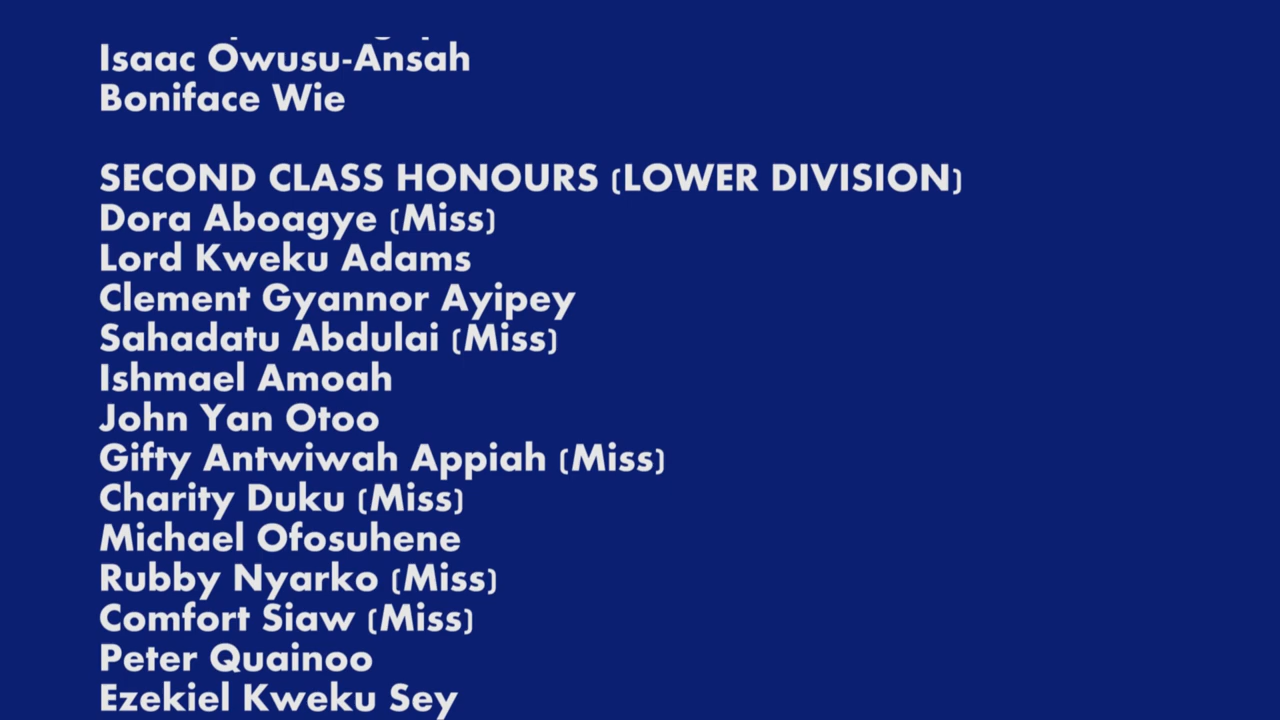 Isaac Owusu-Ansah
Boniface Wie
SECOND CLASS HONOURS (LOWER DIVISION)
Dora Aboagye (Miss)
Lord Kweku Adams
Clement Gyannor Ayipey
Sahadatu Abdulai (Miss)
Ishmael Amoah
John Yan Otoo
Gifty Antwiwah Appiah (Miss)
Charity Duku (Miss)
Michael Ofosuhene
Rubby Nyarko (Miss)
Comfort Siaw (Miss)
Peter Quainoo
Ezekiel Kweku Sey